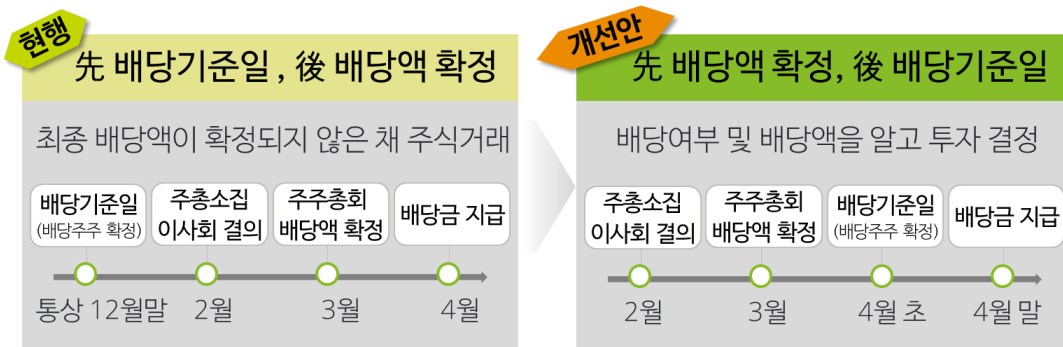 현행
先 배당기준일 , 後 배당액 확정
최종 배당액이 확정되지 않은 채 주식거래
배당기준일
(배당주주 확정)
주총소집
이사회 결의
주주총회
배당액 확정
배당금 지급
통상 12월말
2월
3월
4월
개선안
先 배당액 확정, 後 배당기준일
배당여부 및 배당액을 알고 투자 결정
주총소집
이사회 결의
주주총회
배당액 확정
배당기준일
(배당주주 확정)
배당금 지급
2월
3월
4월 초
4월 말